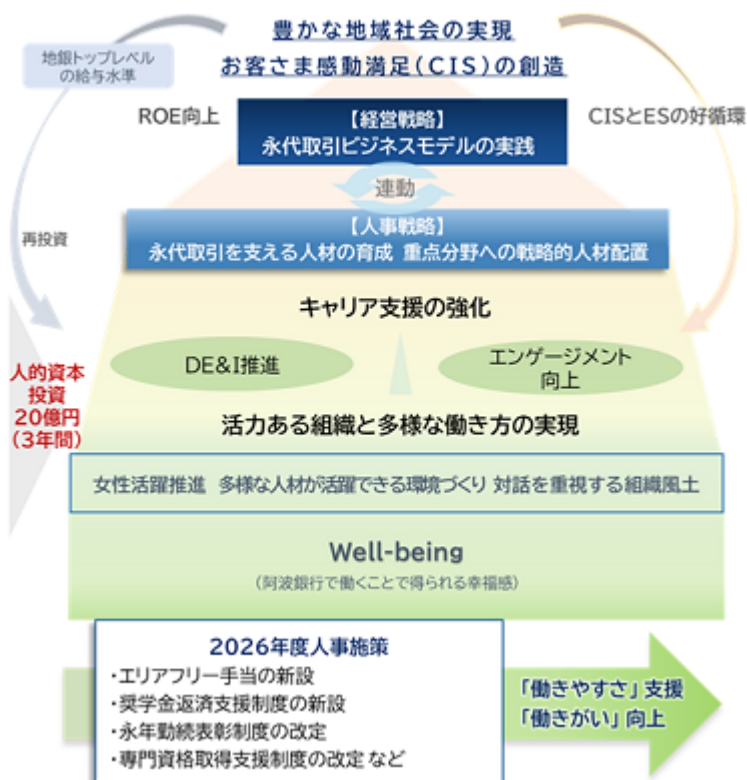 豊かな地域社会の実現
お客さま感動満足(CIS)の創造
地銀トップレベル
の給与水準
ROE向上
【経営戦略】
永代取引ビジネスモデルの実践
CISとESの好循環
連動
再投資
【人事戦略】
永代取引を支える人材の育成 重点分野への戦略的人材配置
キャリア支援の強化
DE&I推進
エンゲージメント
向上
人的資本
投資
20億円
(3年間)
活力ある組織と多様な働き方の実現
女性活躍推進 多様な人材が活躍できる環境づくり 対話を重視する組織風土
Well-being
(阿波銀行で働くことで得られる幸福感)
2026年度人事施策
・エリアフリー手当の新設
・奨学金返済支援制度の新設
・永年勤続表彰制度の改定
・専門資格取得支援制度の改定 など
「働きやすさ」支援
「働きがい」向上